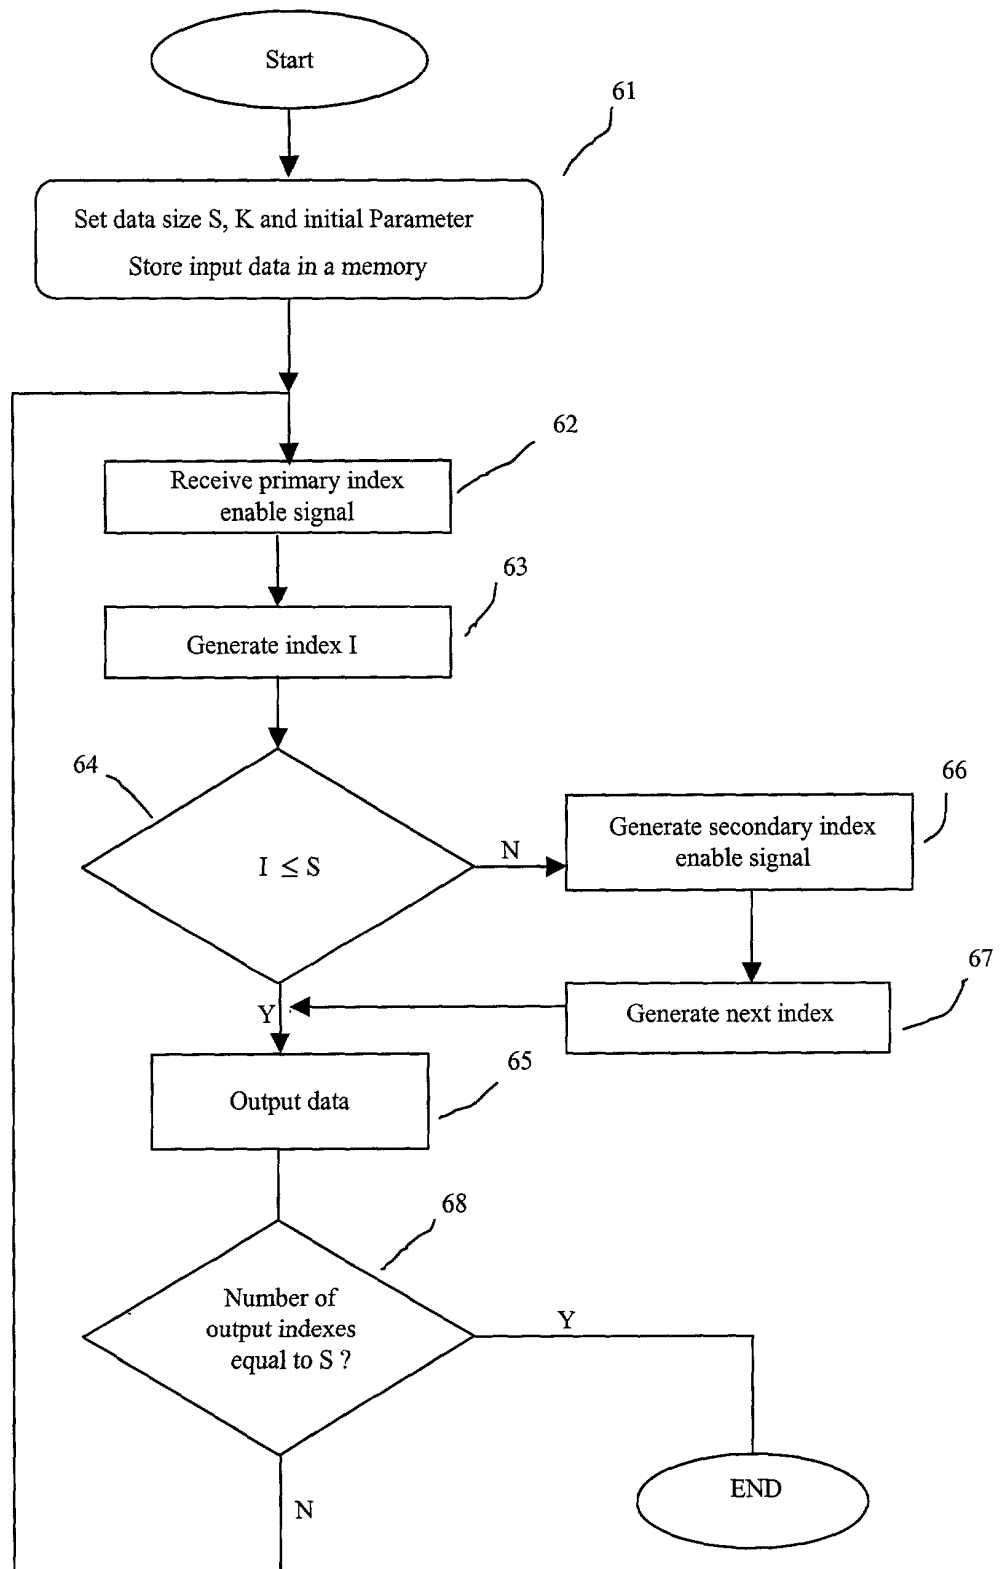 Start
61
Set data size S, K and initial Parameter
Store input data in a memory
62
Receive primary index
enable signal
63
Generate index I
64
I ≤ S
N
66
Generate secondary index
enable signal
67
Generate next index
Y
65
Output data
68
Number of
output indexes
equal to S ?
Y
N
END